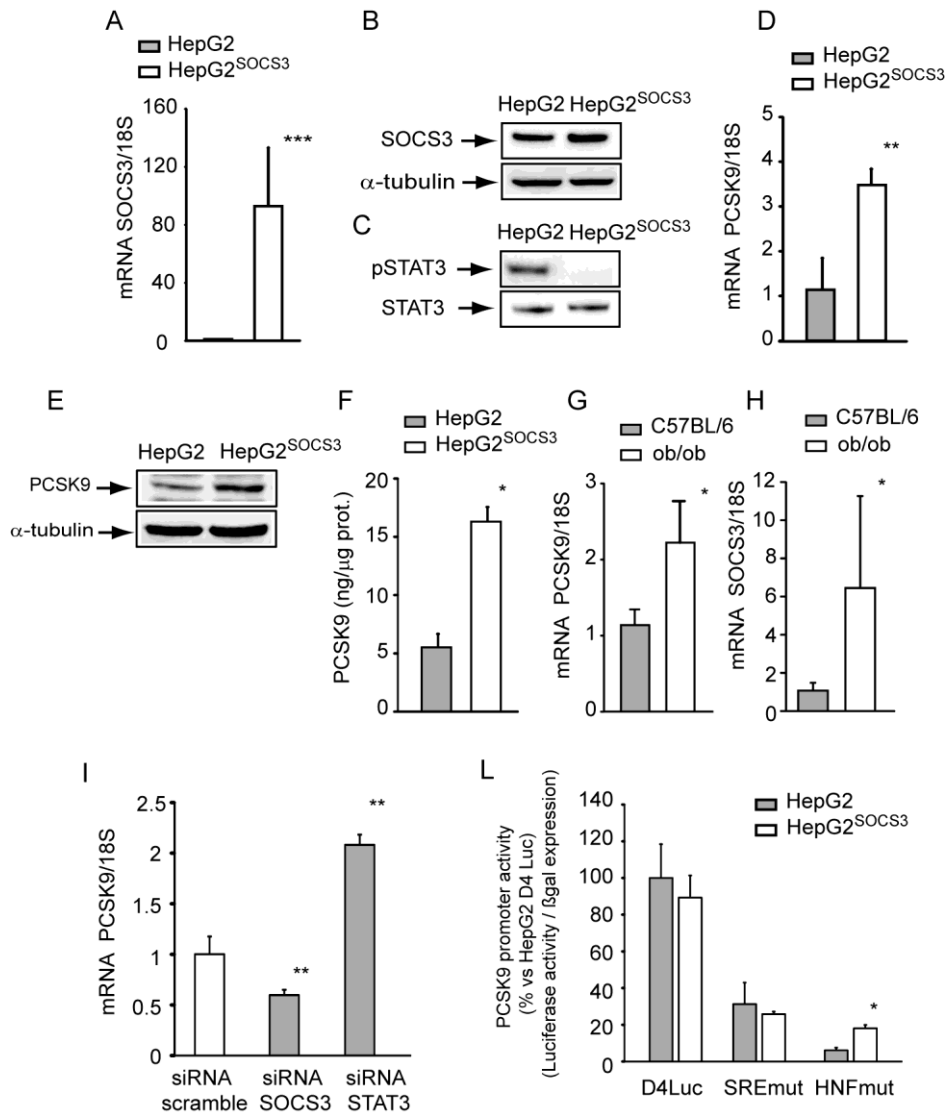 A
HepG2
HepG2SOCS3
mRNA SOCS3/18S
160
120
80
40
0
***
B
HepG2 HepG2SOCS3
SOCS3
α-tubulin
C
HepG2 HepG2SOCS3
pSTAT3
STAT3
D
HepG2
HepG2SOCS3
mRNA PCSK9/18S
5
4
3
2
1
0
**
E
HepG2 HepG2SOCS3
PCSK9
α-tubulin
F
HepG2
HepG2SOCS3
PCSK9 (ng/μg prot.)
20
15
10
5
0
*
G
C57BL/6
ob/ob
mRNA PCSK9/18S
3
2
1
0
*
H
C57BL/6
ob/ob
mRNA SOCS3/18S
12
10
8
6
4
2
0
*
I
mRNA PCSK9/18S
2.5
2
1.5
1
0.5
0
**
**
siRNA scramble
siRNA SOCS3
siRNA STAT3
L
PCSK9 promoter activity
(% vs HepG2 D4 Luc)
(Luciferase activity / ßgal expression)
140
120
100
80
60
40
20
0
HepG2
HepG2SOCS3
*
D4Luc SREmut HNFmut